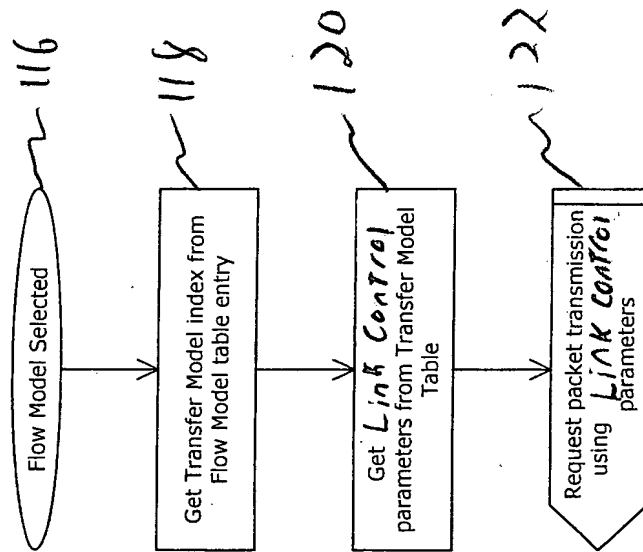 Flow Model Selected
116
Get Transfer Model index from
Flow Model table entry
118
Get Link Control
parameters from Transfer Model
Table
120
Request packet transmission
using Link Control
parameters
122